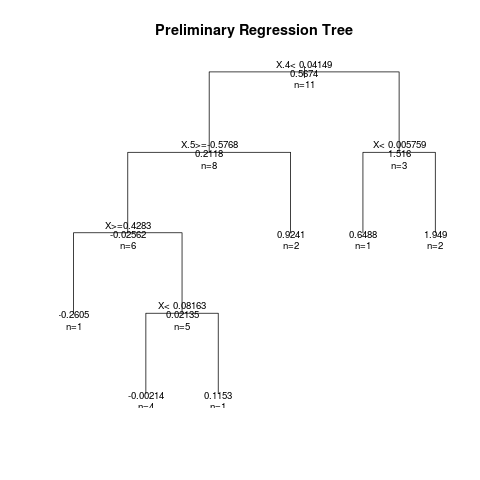 Preliminary Regression Tree
X.4< 0.04149
0.5674
n=11
X.5>=-0.5768
0.2118
n=8
X< 0.005759
1.516
n=3
X>=0.4283
-0.02562
n=6
0.9241
n=2
0.6488
n=1
1.949
n=2
-0.2605
n=1
X< 0.08163
0.02135
n=5
-0.00214
n=4
0.1153
n=1